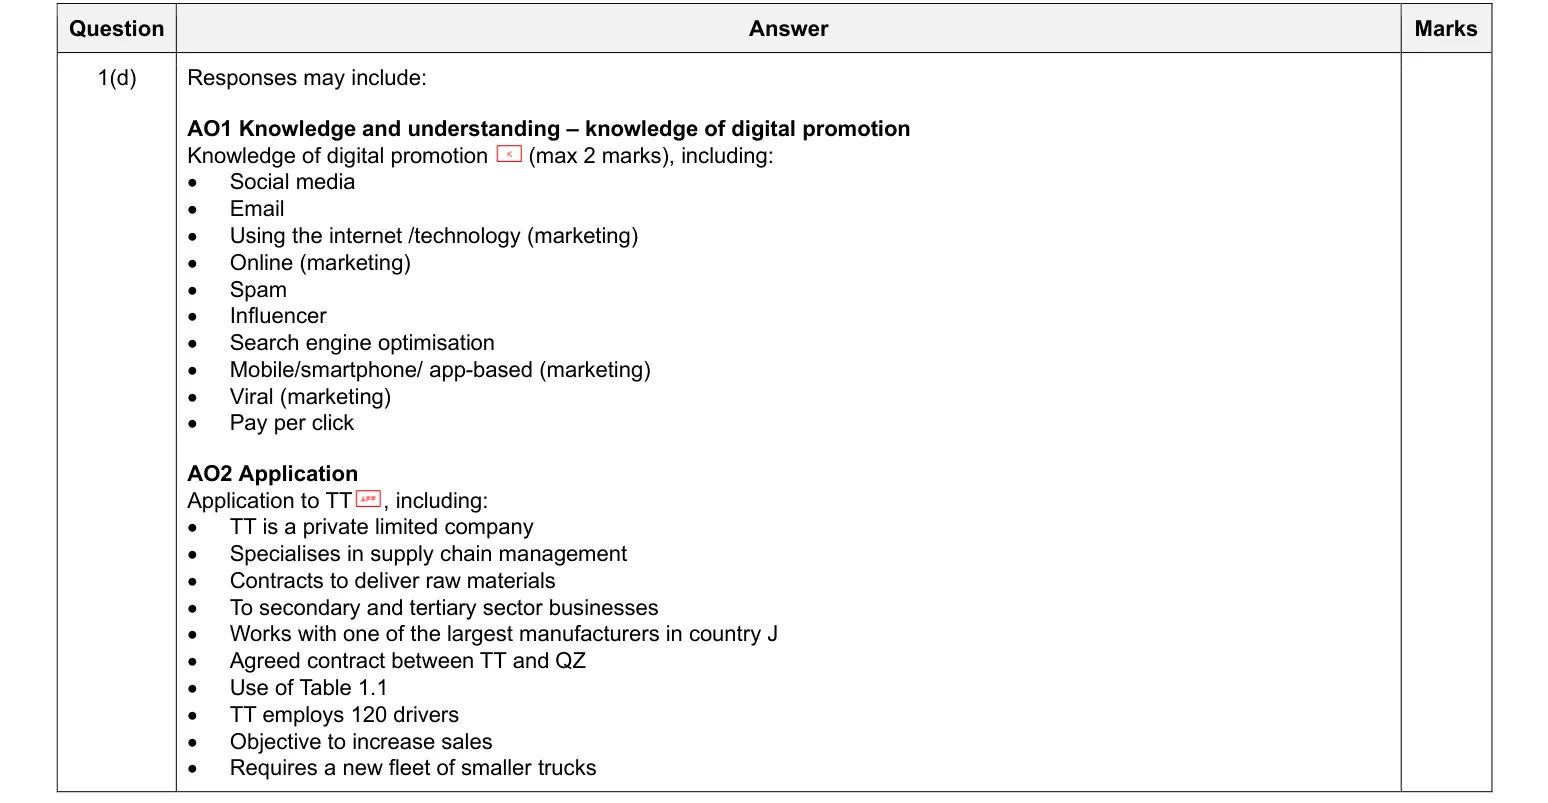 Question Answer Marks
1(d) Responses may include:
AO1 Knowledge and understanding – knowledge of digital promotion
Knowledge of digital promotion K (max 2 marks), including:
• Social media
• Email
• Using the internet /technology (marketing)
• Online (marketing)
• Spam
• Influencer
• Search engine optimisation
• Mobile/smartphone/ app-based (marketing)
• Viral (marketing)
• Pay per click
AO2 Application
Application to TT APP, including:
• TT is a private limited company
• Specialises in supply chain management
• Contracts to deliver raw materials
• To secondary and tertiary sector businesses
• Works with one of the largest manufacturers in country J
• Agreed contract between TT and QZ
• Use of Table 1.1
• TT employs 120 drivers
• Objective to increase sales
• Requires a new fleet of smaller trucks